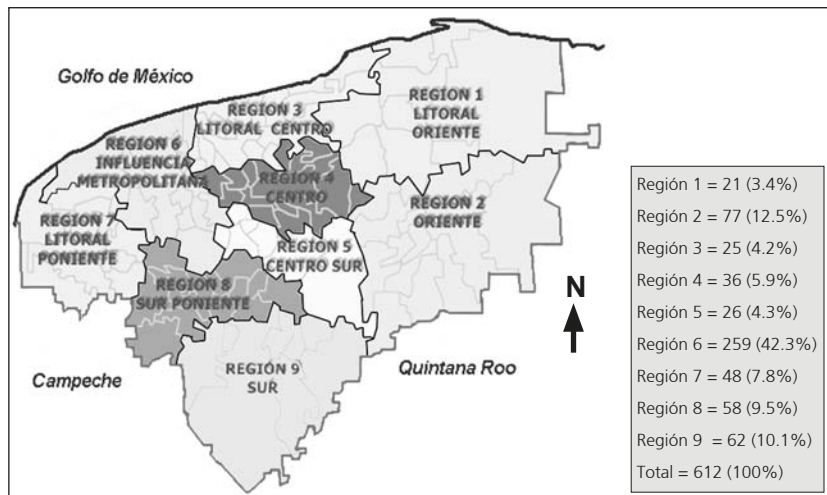 Golfo de México
REGION 1
LITORAL
ORIENTE
REGION 3
LITORAL CENTRO
REGION 6
INFLUENCIA
METROPOLITANA
REGION 4
CENTRO
REGION 2
ORIENTE
REGION 7
LITORAL
PONIENTE
REGION 5
CENTRO SUR
REGION 8
SUR PONIENTE
REGIÓN 9
SUR
Campeche
Quintana Roo
N
Región 1 = 21 (3.4%)
Región 2 = 77 (12.5%)
Región 3 = 25 (4.2%)
Región 4 = 36 (5.9%)
Región 5 = 26 (4.3%)
Región 6 = 259 (42.3%)
Región 7 = 48 (7.8%)
Región 8 = 58 (9.5%)
Región 9 = 62 (10.1%)
Total = 612 (100%)